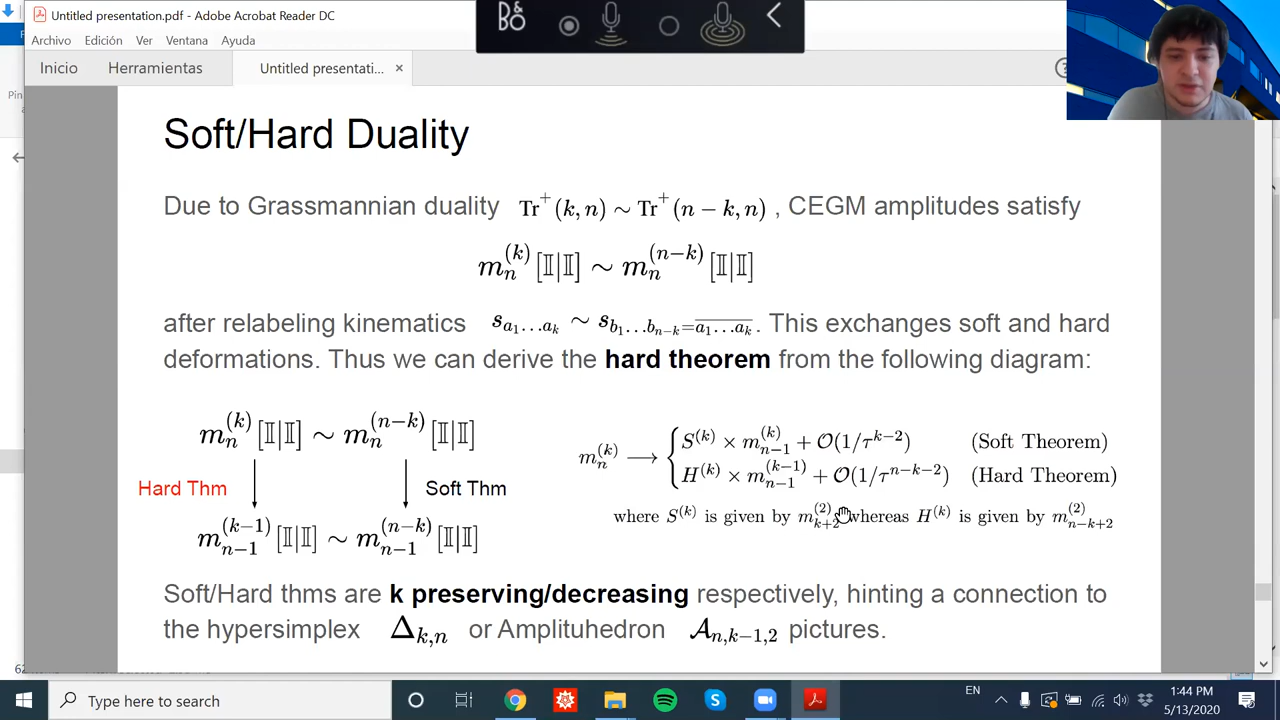 Untitled presentation.pdf - Adobe Acrobat Reader DC
B&O
Archivo Edición Ver Ventana Ayuda
Inicio Herramientas Untitled presentati... ×
Soft/Hard Duality
Due to Grassmannian duality Tr⁺(k, n) ∼ Tr⁺(n − k, n) , CEGM amplitudes satisfy
m_n^{(k)}[𝕀|𝕀] ∼ m_n^{(n−k)}[𝕀|𝕀]
after relabeling kinematics s_{a_1…a_k} ∼ s_{b_1…b_{n−k}=\overline{a_1…a_k}}. This exchanges soft and hard
deformations. Thus we can derive the hard theorem from the following diagram:
m_n^{(k)}[𝕀|𝕀] ∼ m_n^{(n−k)}[𝕀|𝕀]
Hard Thm Soft Thm
m_{n−1}^{(k−1)}[𝕀|𝕀] ∼ m_{n−1}^{(n−k)}[𝕀|𝕀]
m_n^{(k)} ⟶ { S^{(k)} × m_{n−1}^{(k)} + O(1/τ^{k−2}) (Soft Theorem)
H^{(k)} × m_{n−1}^{(k−1)} + O(1/τ^{n−k−2}) (Hard Theorem)
where S^{(k)} is given by m_{k+2}^{(2)} whereas H^{(k)} is given by m_{n−k+2}^{(2)}
Soft/Hard thms are k preserving/decreasing respectively, hinting a connection to
the hypersimplex Δ_{k,n} or Amplituhedron 𝒜_{n,k−1,2} pictures.
Type here to search
EN
1:44 PM
5/13/2020